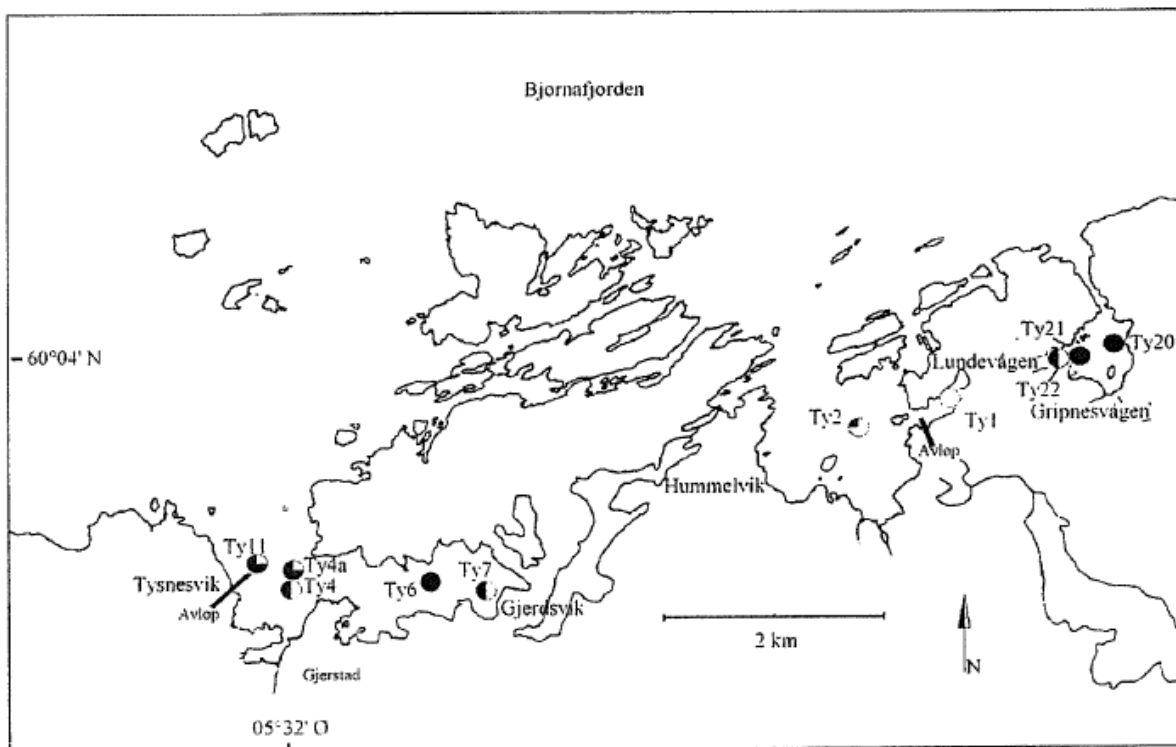 Bjørnafjorden
60°04' N
Ty21
Ty20
Lundevågen
Ty22
Gripnesvågen
Ty1
Ty2
Avløp
Hummelvik
Ty11
Ty4a
Tysnesvik
Ty4
Ty6
Ty7
Gjerdsvik
Avløp
2 km
N
Gjerstad
05°32' O